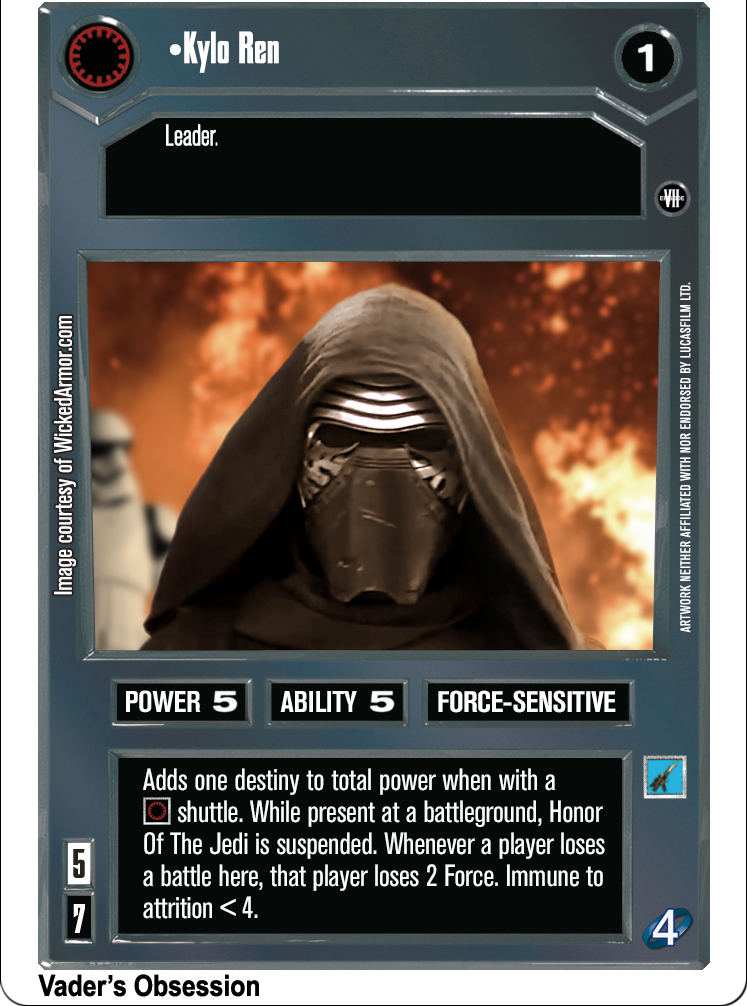 •Kylo Ren
1
Leader.
EPISODE VII
Image courtesy of WickedArmor.com
ARTWORK NEITHER AFFILIATED WITH NOR ENDORSED BY LUCASFILM LTD.
POWER 5 ABILITY 5 FORCE-SENSITIVE
Adds one destiny to total power when with a
shuttle. While present at a battleground, Honor
Of The Jedi is suspended. Whenever a player loses
a battle here, that player loses 2 Force. Immune to
attrition < 4.
5
7
4
Vader's Obsession